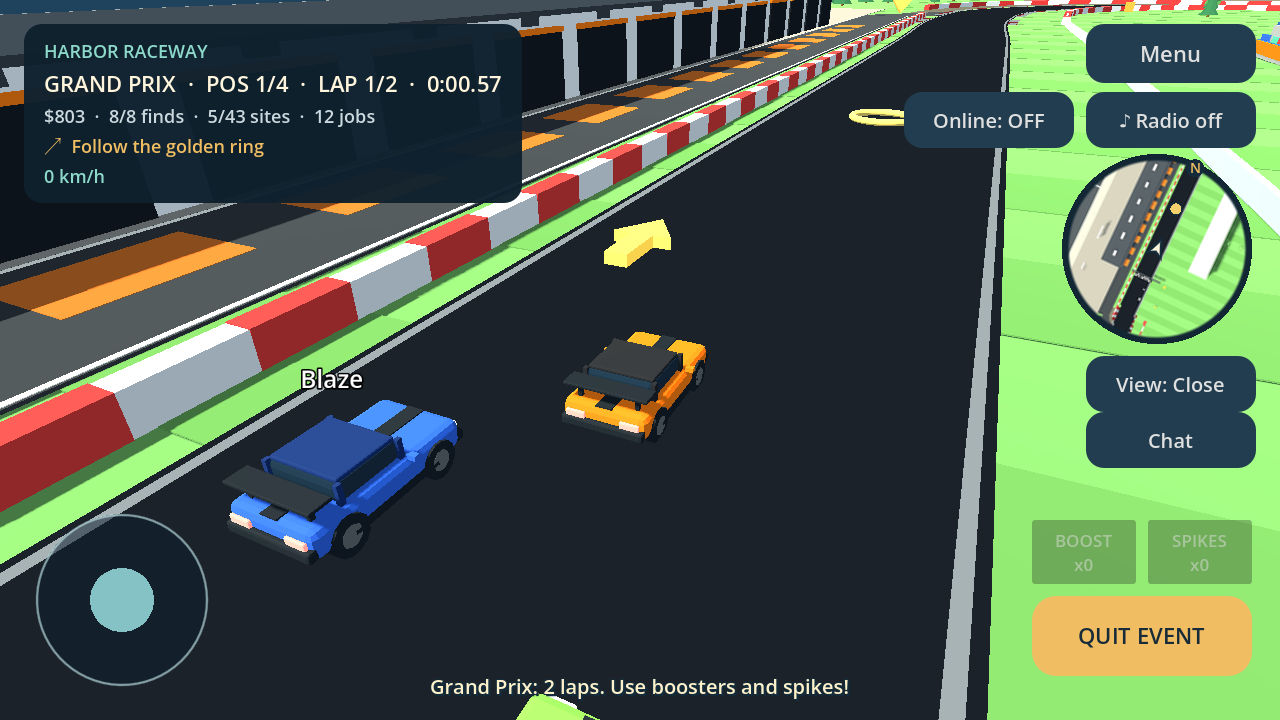 HARBOR RACEWAY
GRAND PRIX · POS 1/4 · LAP 1/2 · 0:00.57
$803 · 8/8 finds · 5/43 sites · 12 jobs
↗ Follow the golden ring
0 km/h
Menu
Online: OFF
♪ Radio off
N
View: Close
Chat
Blaze
BOOST
x0
SPIKES
x0
QUIT EVENT
Grand Prix: 2 laps. Use boosters and spikes!